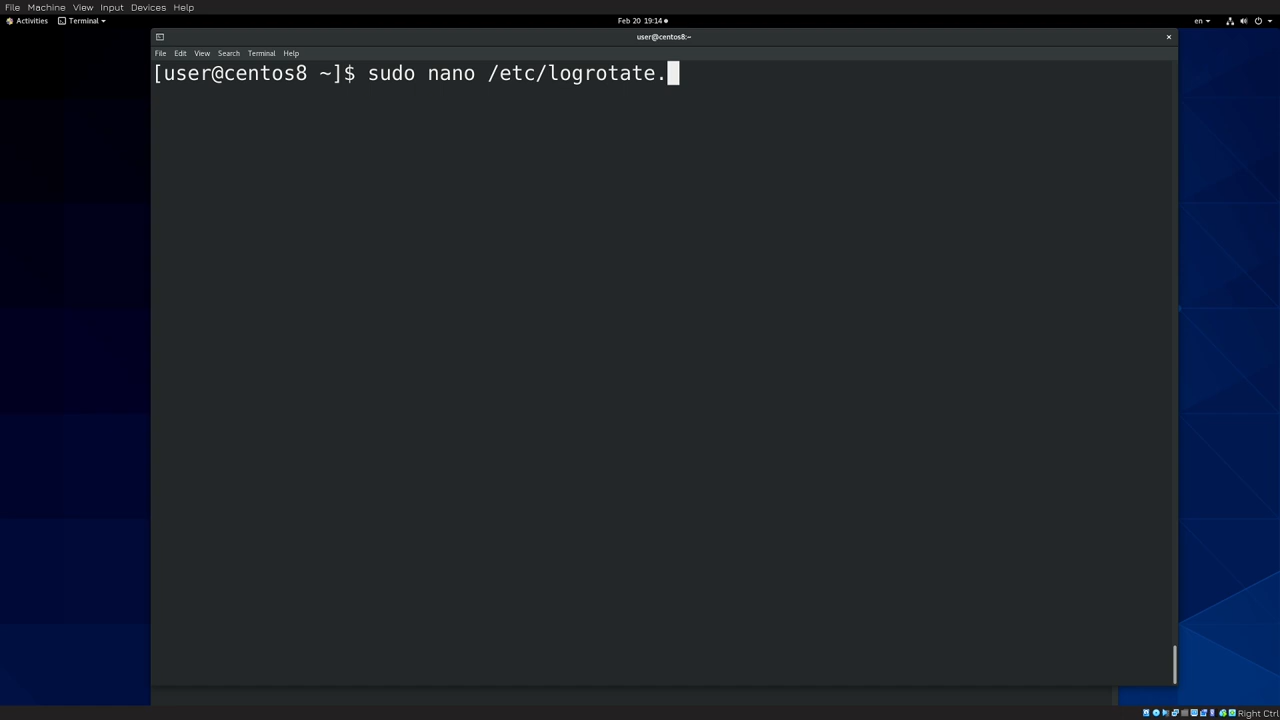 File Machine View Input Devices Help
Activities Terminal Feb 20 19:14 en
user@centos8:~
File Edit View Search Terminal Help
[user@centos8 ~]$ sudo nano /etc/logrotate.
Right Ctrl